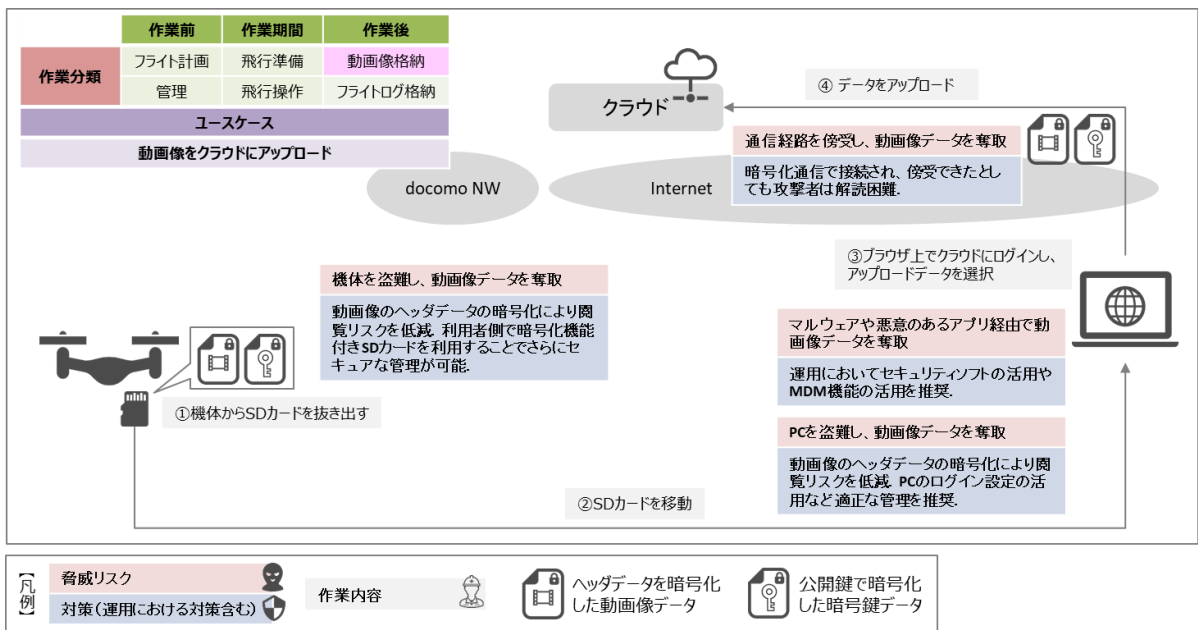 作業前 作業期間 作業後
作業分類
フライト計画 飛行準備 動画像格納
管理 飛行操作 フライトログ格納
ユースケース
動画像をクラウドにアップロード
クラウド
④ データをアップロード
通信経路を傍受し、動画像データを奪取
暗号化通信で接続され、傍受できたとし
ても攻撃者は解読困難.
docomo NW
Internet
③ブラウザ上でクラウドにログインし、
アップロードデータを選択
機体を盗難し、動画像データを奪取
動画像のヘッダデータの暗号化により閲
覧リスクを低減. 利用者側で暗号化機能
付きSDカードを利用することでさらにセ
キュアな管理が可能.
①機体からSDカードを抜き出す
マルウェアや悪意のあるアプリ経由で動
画像データを奪取
運用においてセキュリティソフトの活用や
MDM機能の活用を推奨.
PCを盗難し、動画像データを奪取
動画像のヘッダデータの暗号化により閲
覧リスクを低減. PCのログイン設定の活
用など適正な管理を推奨.
②SDカードを移動
【凡例】
脅威リスク
対策(運用における対策含む)
作業内容
ヘッダデータを暗号化
した動画像データ
公開鍵で暗号化
した暗号鍵データ